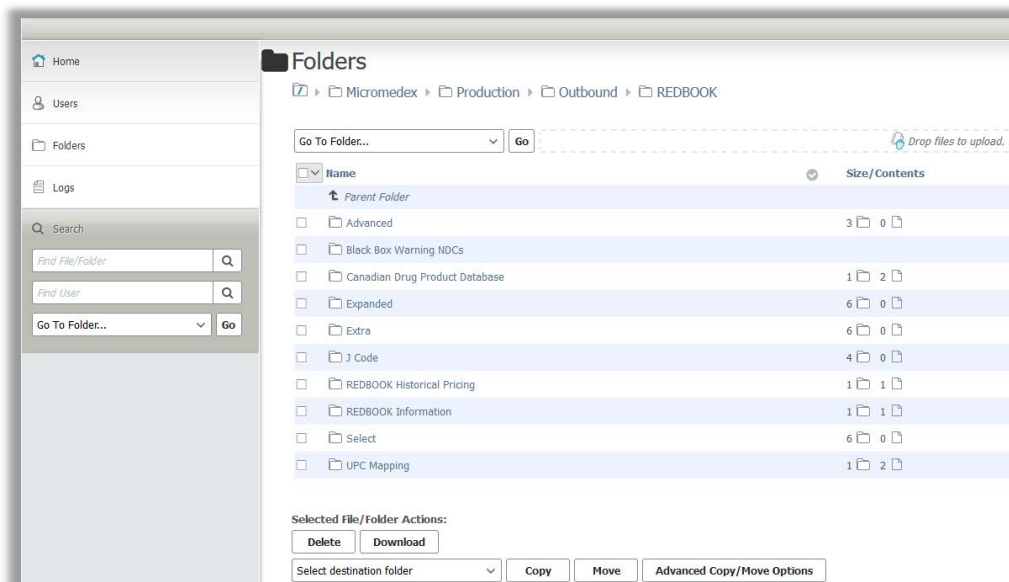 Home
Users
Folders
Logs
Search
Find File/Folder
Find User
Go To Folder...
Go
Folders
Micromedex
Production
Outbound
REDBOOK
Go To Folder...
Go
Drop files to upload.
Name
Size/Contents
Parent Folder
Advanced 3 0
Black Box Warning NDCs
Canadian Drug Product Database 1 2
Expanded 6 0
Extra 6 0
J Code 4 0
REDBOOK Historical Pricing 1 1
REDBOOK Information 1 1
Select 6 0
UPC Mapping 1 2
Selected File/Folder Actions:
Delete
Download
Select destination folder
Copy
Move
Advanced Copy/Move Options